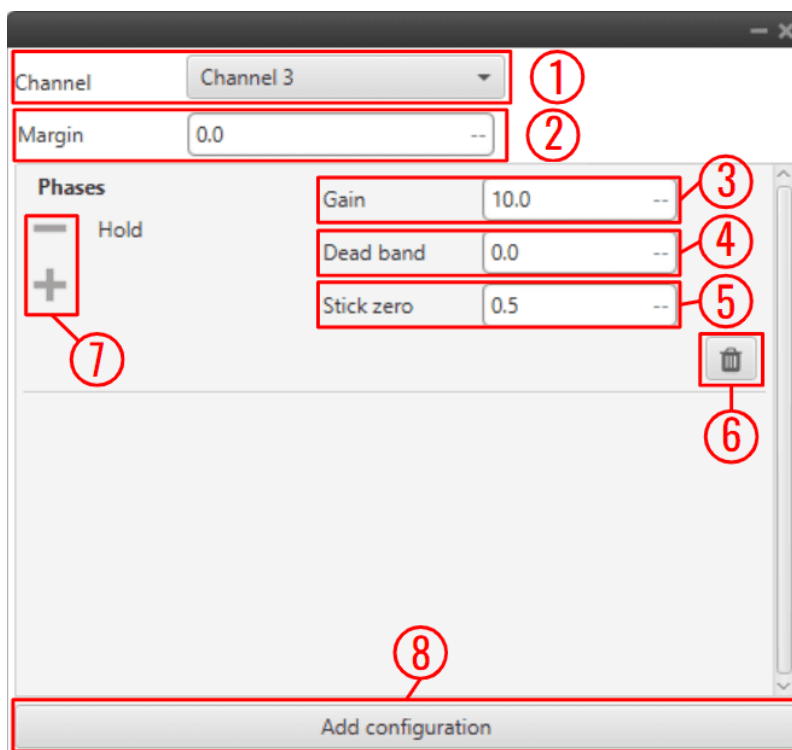 Channel Channel 3 1
Margin 0.0 -- 2
Phases
Gain 10.0 -- 3
Hold
Dead band 0.0 -- 4
Stick zero 0.5 -- 5
7
6
8
Add configuration